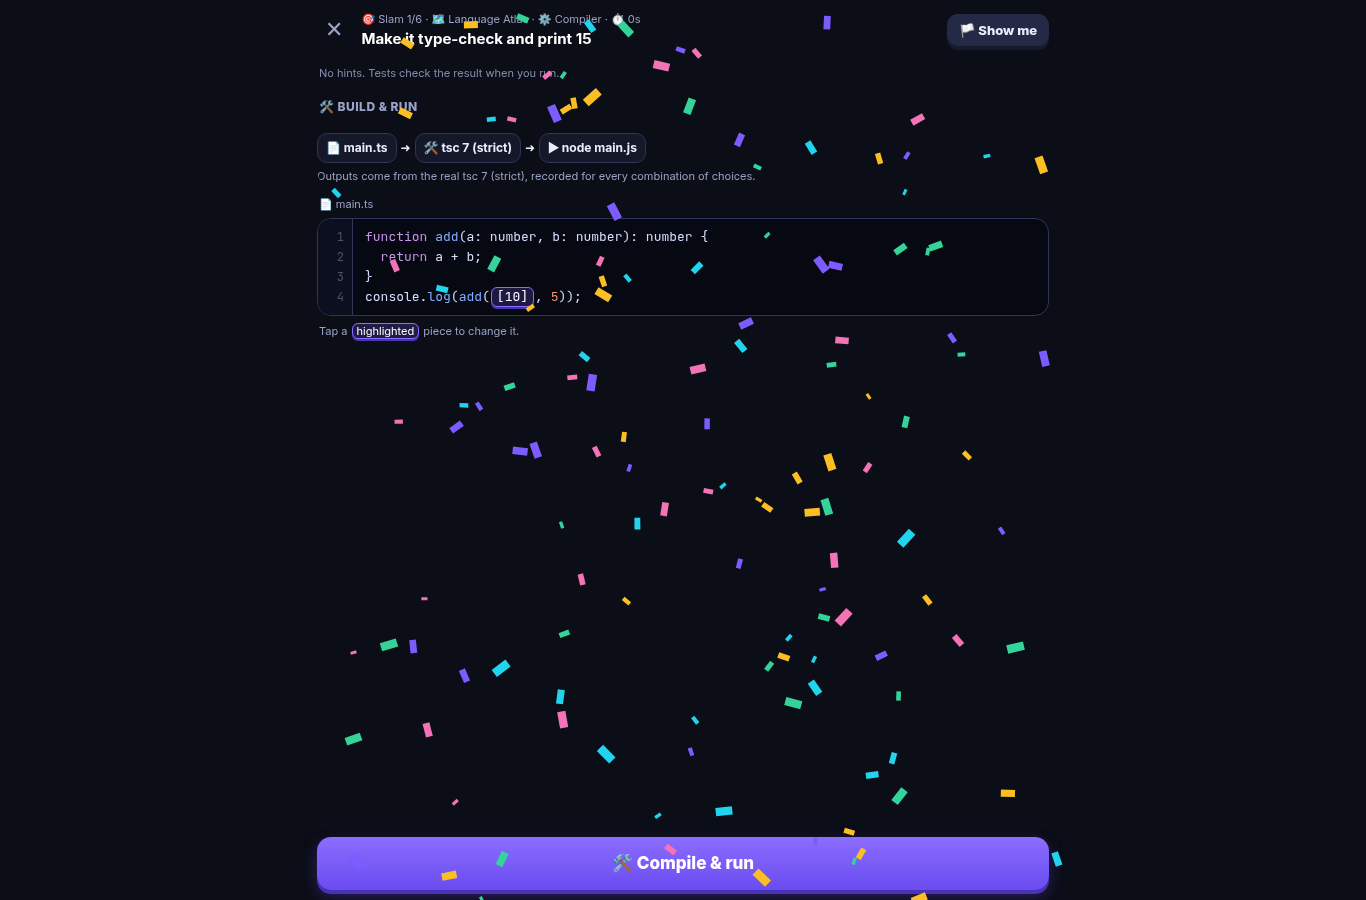 ✕
🎯 Slam 1/6 · 🗺️ Language Atlas · ⚙️ Compiler · ⏱️ 0s
Make it type-check and print 15
🏳️ Show me
No hints. Tests check the result when you run.
🛠️ BUILD & RUN
📄 main.ts → 🛠️ tsc 7 (strict) → ▶ node main.js
Outputs come from the real tsc 7 (strict), recorded for every combination of choices.
📄 main.ts
1 function add(a: number, b: number): number {
2   return a + b;
3 }
4 console.log(add([10], 5));
Tap a highlighted piece to change it.
🛠️ Compile & run